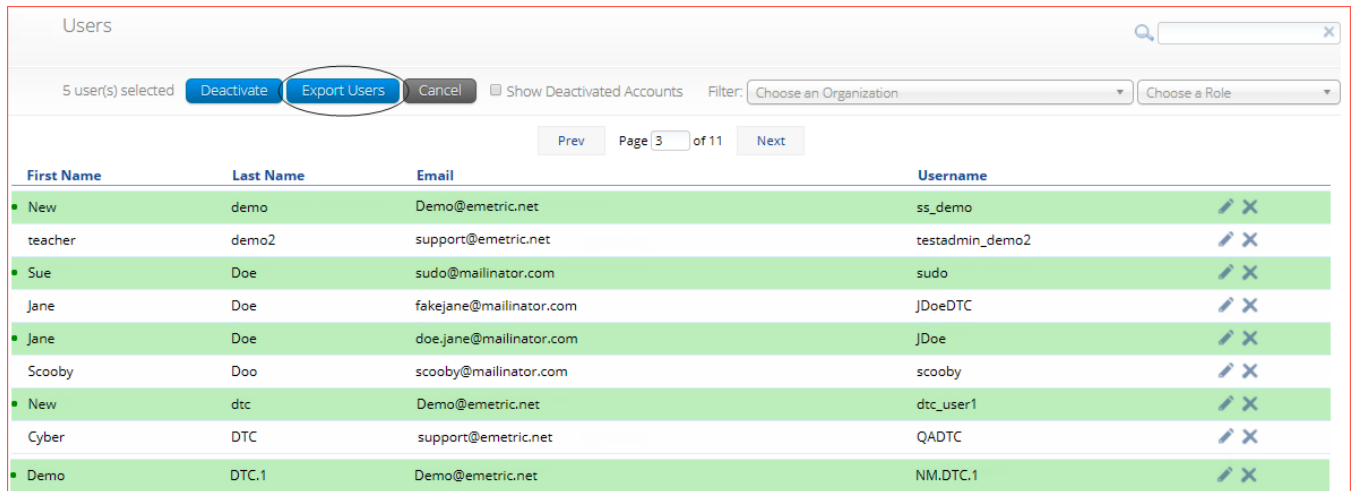 Users
5 user(s) selected Deactivate Export Users Cancel Show Deactivated Accounts Filter: Choose an Organization Choose a Role
Prev Page 3 of 11 Next
First Name Last Name Email Username
New demo Demo@emetric.net ss_demo
teacher demo2 support@emetric.net testadmin_demo2
Sue Doe sudo@mailinator.com sudo
Jane Doe fakejane@mailinator.com JDoeDTC
Jane Doe doe.jane@mailinator.com JDoe
Scooby Doo scooby@mailinator.com scooby
New dtc Demo@emetric.net dtc_user1
Cyber DTC support@emetric.net QADTC
Demo DTC.1 Demo@emetric.net NM.DTC.1